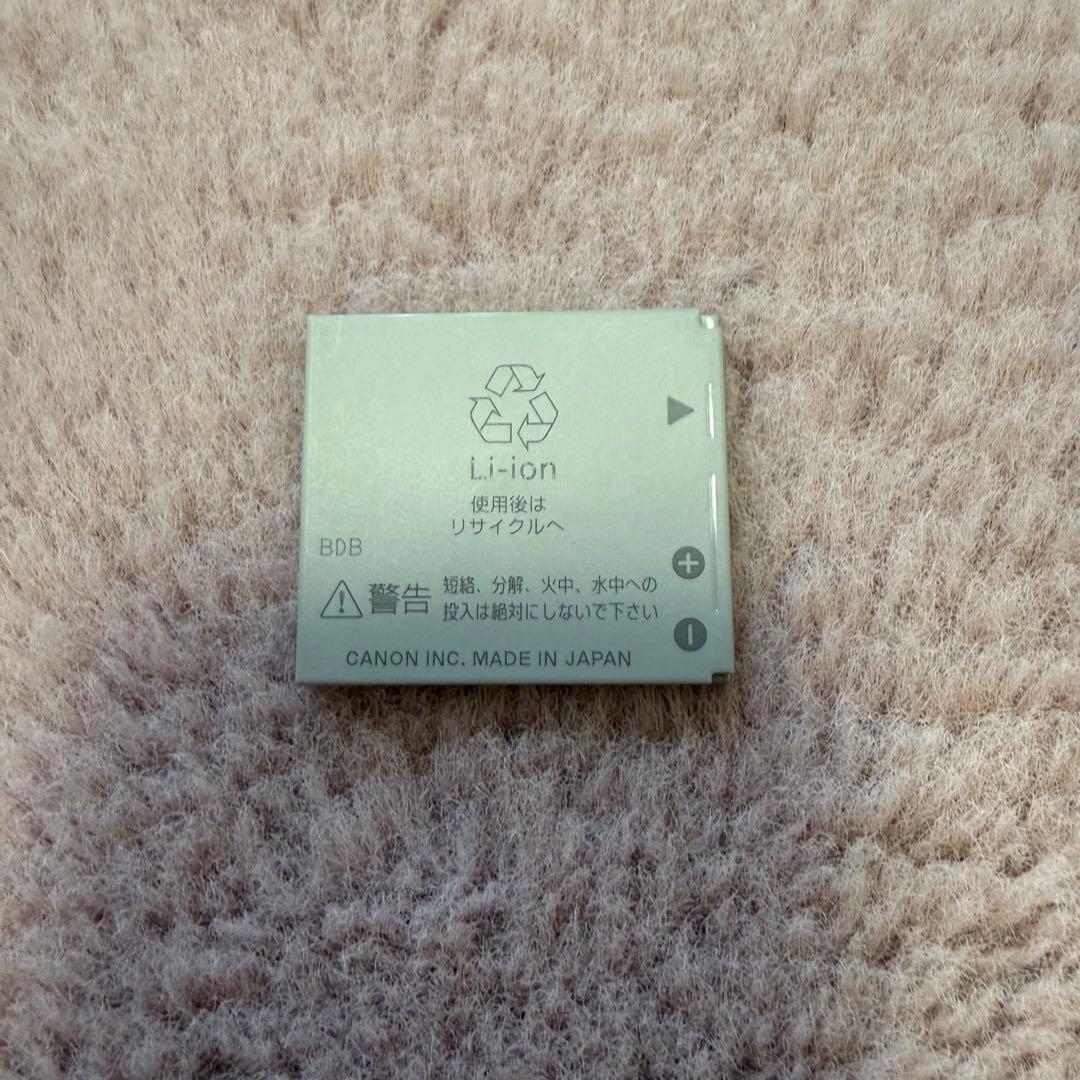 Li-ion
使用後は
リサイクルへ
BDB
警告 短絡、分解、火中、水中への
投入は絶対にしないで下さい
CANON INC. MADE IN JAPAN